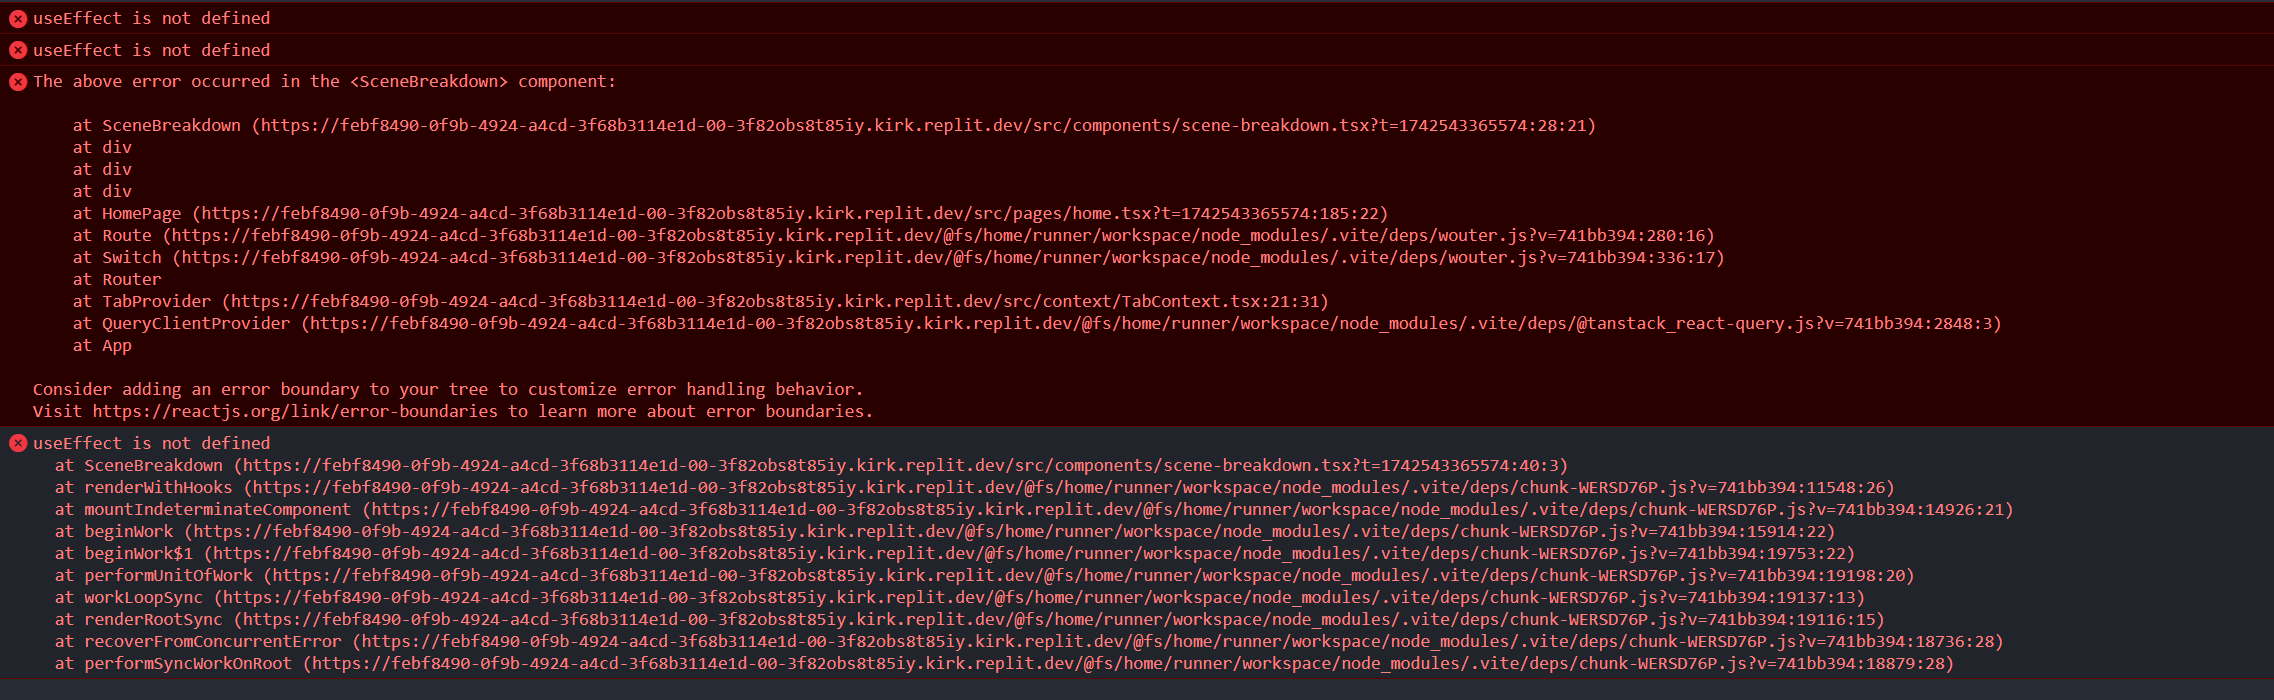 useEffect is not defined
useEffect is not defined
The above error occurred in the <SceneBreakdown> component:
at SceneBreakdown (https://febf8490-0f9b-4924-a4cd-3f68b3114e1d-00-3f82obs8t85iy.kirk.replit.dev/src/components/scene-breakdown.tsx?t=1742543365574:28:21)
at div
at div
at div
at HomePage (https://febf8490-0f9b-4924-a4cd-3f68b3114e1d-00-3f82obs8t85iy.kirk.replit.dev/src/pages/home.tsx?t=1742543365574:185:22)
at Route (https://febf8490-0f9b-4924-a4cd-3f68b3114e1d-00-3f82obs8t85iy.kirk.replit.dev/@fs/home/runner/workspace/node_modules/.vite/deps/wouter.js?v=741bb394:280:16)
at Switch (https://febf8490-0f9b-4924-a4cd-3f68b3114e1d-00-3f82obs8t85iy.kirk.replit.dev/@fs/home/runner/workspace/node_modules/.vite/deps/wouter.js?v=741bb394:336:17)
at Router
at TabProvider (https://febf8490-0f9b-4924-a4cd-3f68b3114e1d-00-3f82obs8t85iy.kirk.replit.dev/src/context/TabContext.tsx:21:31)
at QueryClientProvider (https://febf8490-0f9b-4924-a4cd-3f68b3114e1d-00-3f82obs8t85iy.kirk.replit.dev/@fs/home/runner/workspace/node_modules/.vite/deps/@tanstack_react-query.js?v=741bb394:2848:3)
at App
Consider adding an error boundary to your tree to customize error handling behavior.
Visit https://reactjs.org/link/error-boundaries to learn more about error boundaries.
useEffect is not defined
at SceneBreakdown (https://febf8490-0f9b-4924-a4cd-3f68b3114e1d-00-3f82obs8t85iy.kirk.replit.dev/src/components/scene-breakdown.tsx?t=1742543365574:40:3)
at renderWithHooks (https://febf8490-0f9b-4924-a4cd-3f68b3114e1d-00-3f82obs8t85iy.kirk.replit.dev/@fs/home/runner/workspace/node_modules/.vite/deps/chunk-WERSD76P.js?v=741bb394:11548:26)
at mountIndeterminateComponent (https://febf8490-0f9b-4924-a4cd-3f68b3114e1d-00-3f82obs8t85iy.kirk.replit.dev/@fs/home/runner/workspace/node_modules/.vite/deps/chunk-WERSD76P.js?v=741bb394:14926:21)
at beginWork (https://febf8490-0f9b-4924-a4cd-3f68b3114e1d-00-3f82obs8t85iy.kirk.replit.dev/@fs/home/runner/workspace/node_modules/.vite/deps/chunk-WERSD76P.js?v=741bb394:15914:22)
at beginWork$1 (https://febf8490-0f9b-4924-a4cd-3f68b3114e1d-00-3f82obs8t85iy.kirk.replit.dev/@fs/home/runner/workspace/node_modules/.vite/deps/chunk-WERSD76P.js?v=741bb394:19753:22)
at performUnitOfWork (https://febf8490-0f9b-4924-a4cd-3f68b3114e1d-00-3f82obs8t85iy.kirk.replit.dev/@fs/home/runner/workspace/node_modules/.vite/deps/chunk-WERSD76P.js?v=741bb394:19198:20)
at workLoopSync (https://febf8490-0f9b-4924-a4cd-3f68b3114e1d-00-3f82obs8t85iy.kirk.replit.dev/@fs/home/runner/workspace/node_modules/.vite/deps/chunk-WERSD76P.js?v=741bb394:19137:13)
at renderRootSync (https://febf8490-0f9b-4924-a4cd-3f68b3114e1d-00-3f82obs8t85iy.kirk.replit.dev/@fs/home/runner/workspace/node_modules/.vite/deps/chunk-WERSD76P.js?v=741bb394:19116:15)
at recoverFromConcurrentError (https://febf8490-0f9b-4924-a4cd-3f68b3114e1d-00-3f82obs8t85iy.kirk.replit.dev/@fs/home/runner/workspace/node_modules/.vite/deps/chunk-WERSD76P.js?v=741bb394:18736:28)
at performSyncWorkOnRoot (https://febf8490-0f9b-4924-a4cd-3f68b3114e1d-00-3f82obs8t85iy.kirk.replit.dev/@fs/home/runner/workspace/node_modules/.vite/deps/chunk-WERSD76P.js?v=741bb394:18879:28)